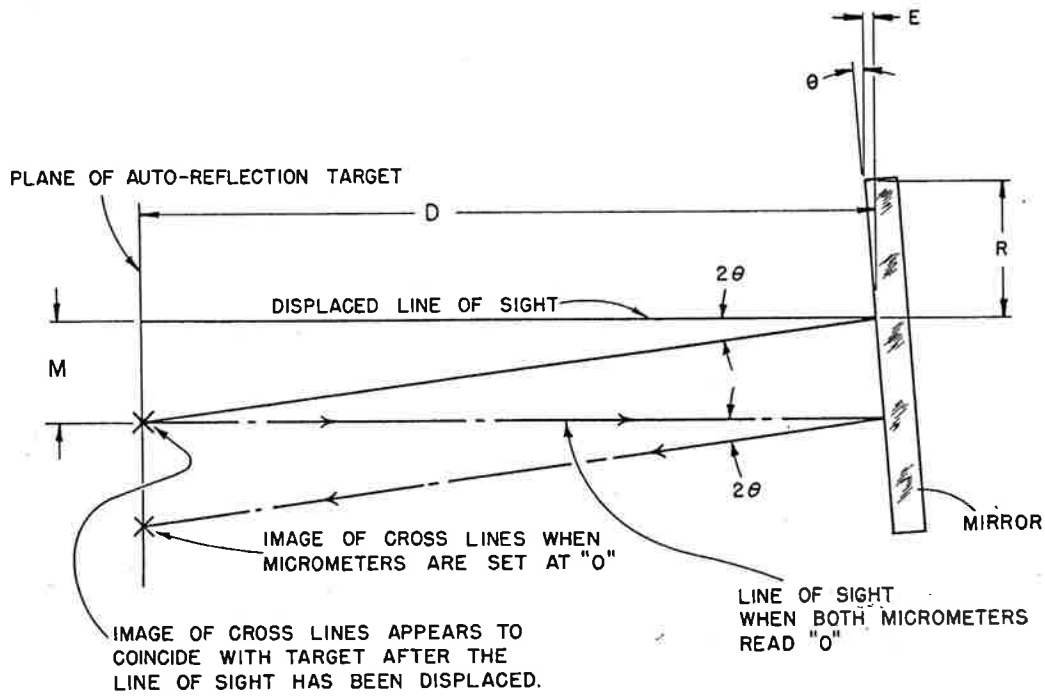 E
θ
PLANE OF AUTO-REFLECTION TARGET
D
R
2θ
DISPLACED LINE OF SIGHT
M
2θ
MIRROR
IMAGE OF CROSS LINES WHEN
MICROMETERS ARE SET AT "O"
LINE OF SIGHT
WHEN BOTH MICROMETERS
READ "O"
IMAGE OF CROSS LINES APPEARS TO
COINCIDE WITH TARGET AFTER THE
LINE OF SIGHT HAS BEEN DISPLACED.